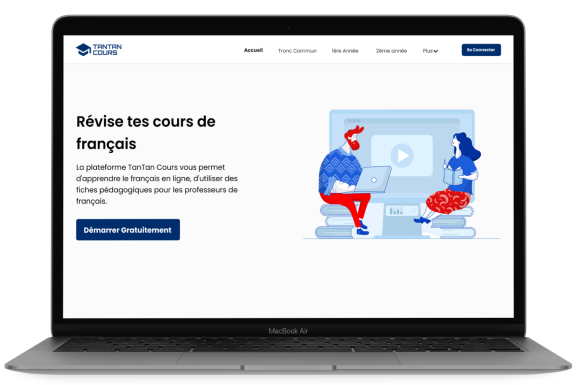 TANTAN
COURS
Accueil
Tronc Commun
1ère Année
2ème année
Plus
Se Connecter
Révise tes cours de
français
La plateforme TanTan Cours vous permet
d'apprendre le français en ligne, d'utiliser des
fiches pédagogiques pour les professeurs de
français.
Démarrer Gratuitement
MacBook Air